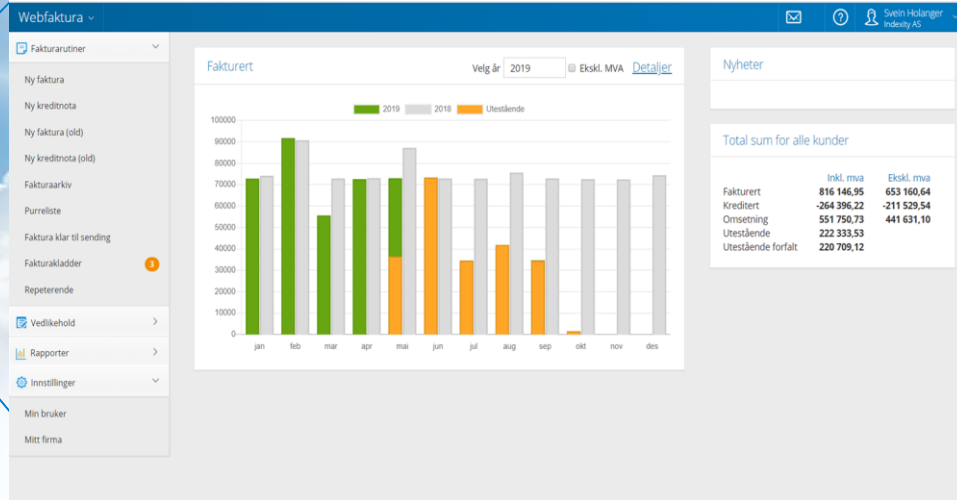 Webfaktura
Svein Holanger
Indexity AS
Fakturarutiner
Ny faktura
Ny kreditnota
Ny faktura (old)
Ny kreditnota (old)
Fakturaarkiv
Purreliste
Faktura klar til sending
Fakturakladder 3
Repeterende
Vedlikehold
Rapporter
Innstillinger
Min bruker
Mitt firma
Fakturert
Velg år 2019 Ekskl. MVA Detaljer
2019 2018 Utestående
100000
90000
80000
70000
60000
50000
40000
30000
20000
10000
0
jan feb mar apr mai jun jul aug sep okt nov des
Nyheter
Total sum for alle kunder
Inkl. mva Ekskl. mva
Fakturert 816 146,95 653 160,64
Kreditert -264 396,22 -211 529,54
Omsetning 551 750,73 441 631,10
Utestående 222 333,53
Utestående forfalt 220 709,12